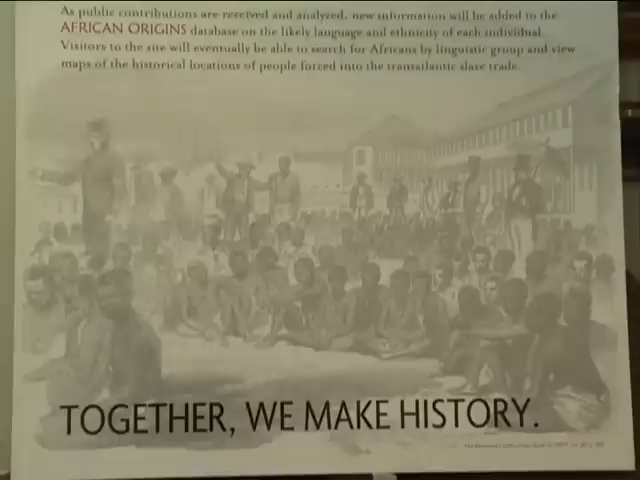 As public contributions are received and analyzed, new information will be added to the
AFRICAN ORIGINS database on the likely language and ethnicity of each individual.
Visitors to the site will eventually be able to search for Africans by linguistic group and view
maps of the historical locations of people forced into the transatlantic slave trade.
TOGETHER, WE MAKE HISTORY.